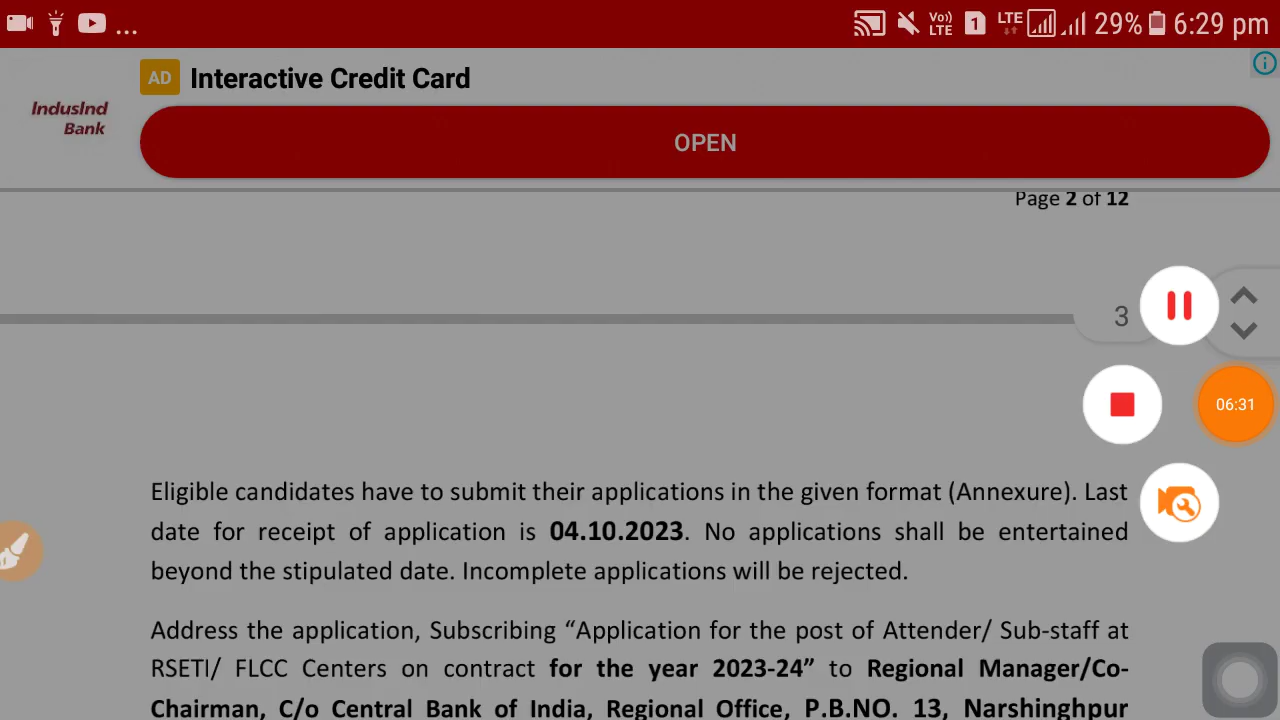 ... Vo)) LTE 1 LTE 29% 6:29 pm
AD Interactive Credit Card
IndusInd
Bank
OPEN
Page 2 of 12
3
06:31
Eligible candidates have to submit their applications in the given format (Annexure). Last
date for receipt of application is 04.10.2023. No applications shall be entertained
beyond the stipulated date. Incomplete applications will be rejected.
Address the application, Subscribing “Application for the post of Attender/ Sub-staff at
RSETI/ FLCC Centers on contract for the year 2023-24” to Regional Manager/Co-
Chairman, C/o Central Bank of India, Regional Office, P.B.NO. 13, Narshinghpur